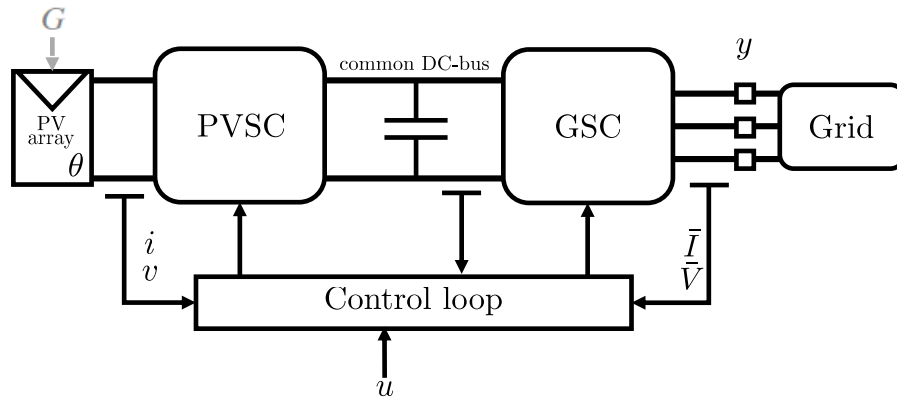 G
common DC-bus
y
PV
array
θ
PVSC
GSC
Grid
i
v
Ī
V̄
Control loop
u